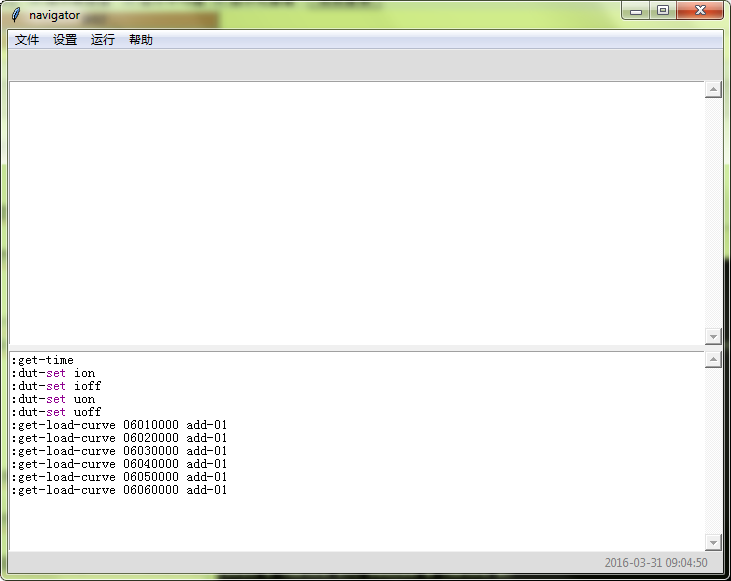 navigator
文件 设置 运行 帮助
:get-time
:dut-set ion
:dut-set ioff
:dut-set uon
:dut-set uoff
:get-load-curve 06010000 add-01
:get-load-curve 06020000 add-01
:get-load-curve 06030000 add-01
:get-load-curve 06040000 add-01
:get-load-curve 06050000 add-01
:get-load-curve 06060000 add-01
2016-03-31 09:04:50